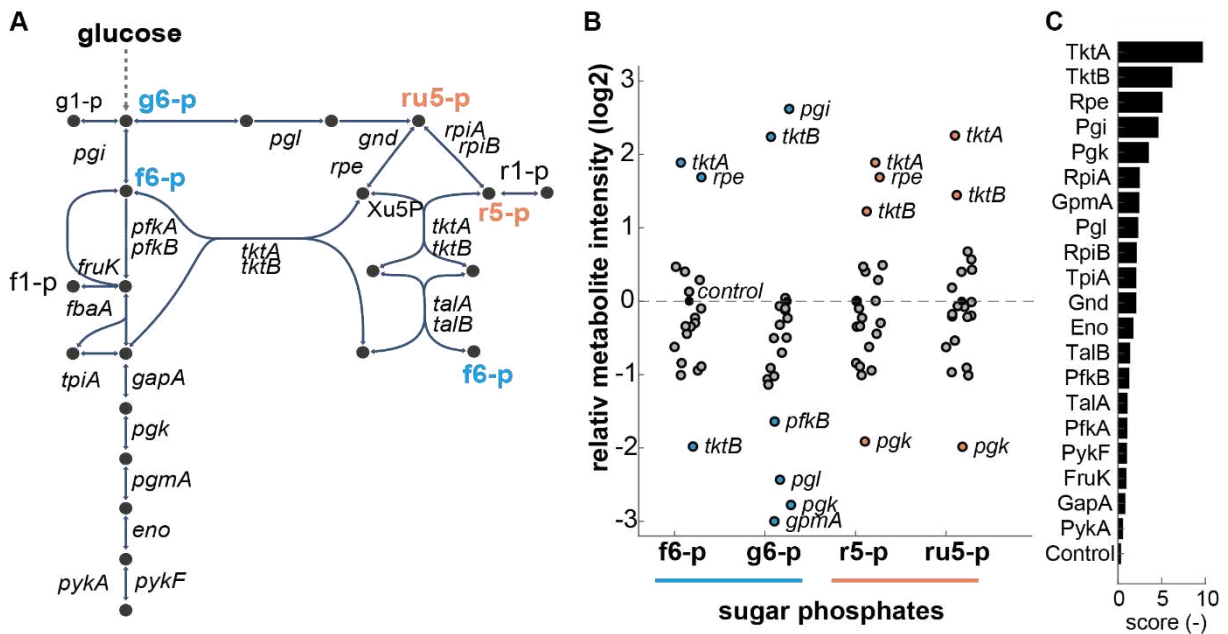 A
glucose
g1-p
g6-p
pgl
gnd
ru5-p
rpiA
rpiB
pgi
rpe
r1-p
f6-p
Xu5P
r5-p
pfkA
pfkB
tktA
tktB
tktA
tktB
fruK
f1-p
fbaA
talA
talB
tpiA
gapA
f6-p
pgk
pgmA
eno
pykA
pykF
B
relativ metabolite intensity (log2)
3
2
1
0
-1
-2
-3
pgi
tktB
tktA
rpe
tktA
rpe
tktB
tktA
tktB
control
tktB
pfkB
pgl
pgk
gpmA
pgk
pgk
f6-p
g6-p
r5-p
ru5-p
sugar phosphates
C
TktA
TktB
Rpe
Pgi
Pgk
RpiA
GpmA
Pgl
RpiB
TpiA
Gnd
Eno
TalB
PfkB
TalA
PfkA
PykF
FruK
GapA
PykA
Control
0
5
10
score (-)